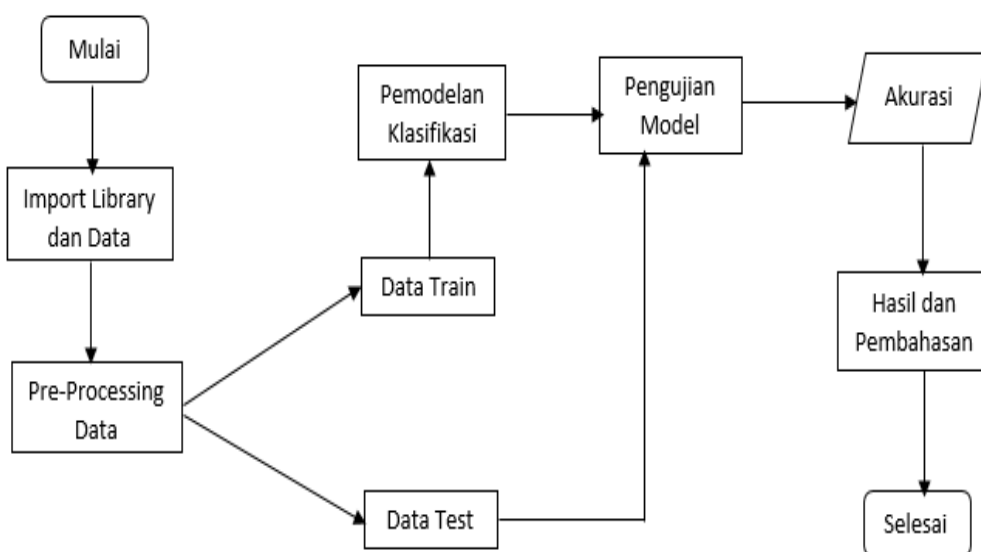 Mulai
Import Library
dan Data
Pre-Processing
Data
Data Train
Pemodelan
Klasifikasi
Data Test
Pengujian
Model
Akurasi
Hasil dan
Pembahasan
Selesai